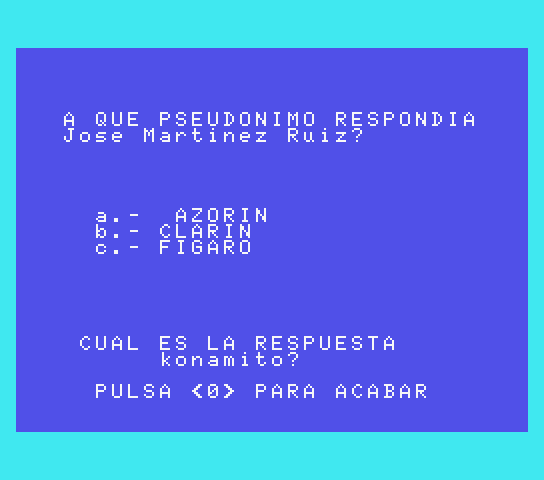 A QUE PSEUDONIMO RESPONDIA
Jose Martinez Ruiz?
a.-  AZORIN
b.- CLARIN
c.- FIGARO
CUAL ES LA RESPUESTA
konamito?
PULSA <0> PARA ACABAR